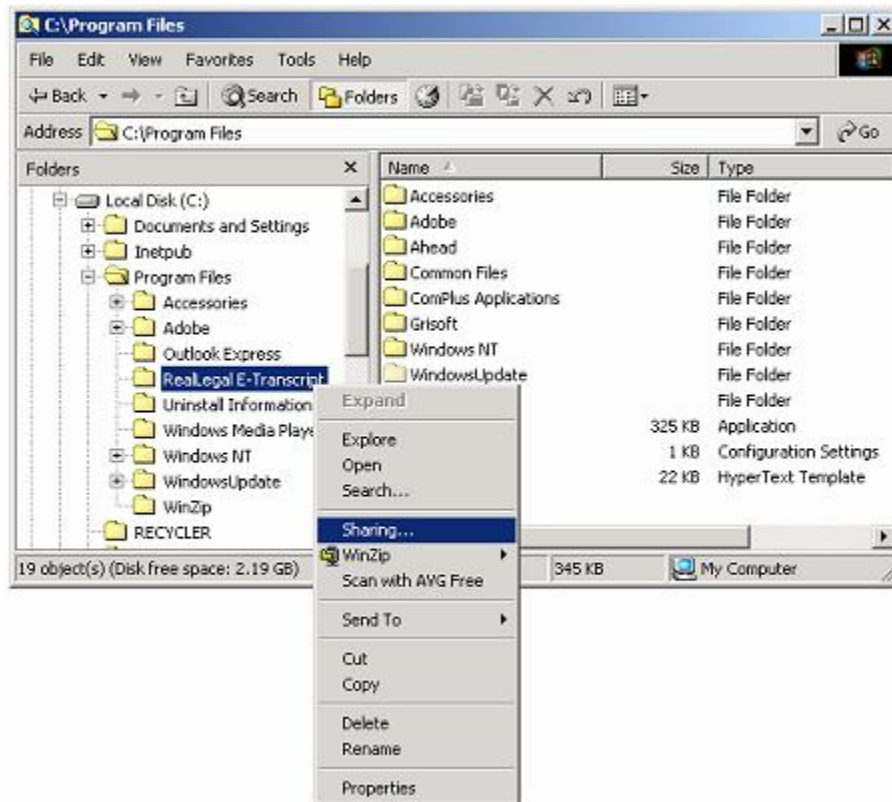 C:\Program Files
File Edit View Favorites Tools Help
Back Search Folders
Address C:\Program Files Go
Folders
Local Disk (C:)
Documents and Settings
Inetpub
Program Files
Accessories
Adobe
Outlook Express
RealLegal E-Transcript
Uninstall Information
Windows Media Playe
Windows NT
WindowsUpdate
WinZip
RECYCLER
Name Size Type
Accessories File Folder
Adobe File Folder
Ahead File Folder
Common Files File Folder
ComPlus Applications File Folder
Grisoft File Folder
Windows NT File Folder
WindowsUpdate File Folder
File Folder
325 KB Application
1 KB Configuration Settings
22 KB HyperText Template
Expand
Explore
Open
Search...
Sharing...
WinZip
Scan with AVG Free
Send To
Cut
Copy
Delete
Rename
Properties
19 object(s) (Disk free space: 2.19 GB) 345 KB My Computer